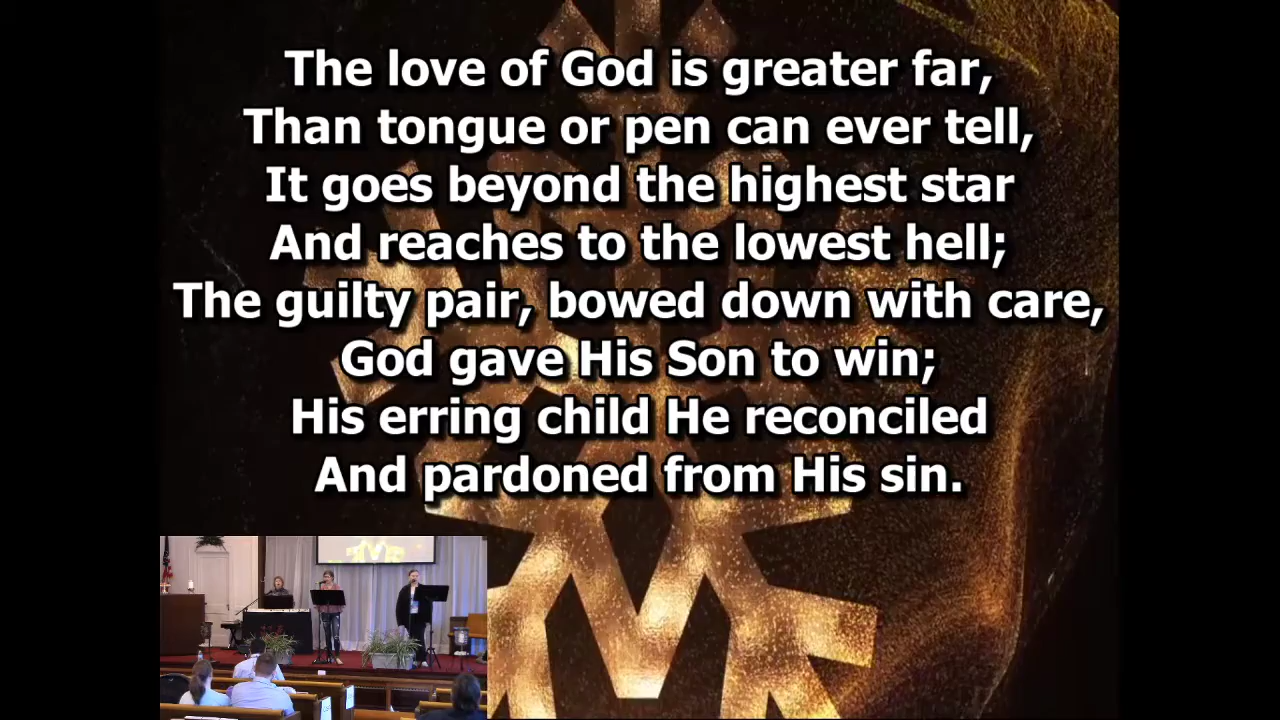 The love of God is greater far,
Than tongue or pen can ever tell,
It goes beyond the highest star
And reaches to the lowest hell;
The guilty pair, bowed down with care,
God gave His Son to win;
His erring child He reconciled
And pardoned from His sin.